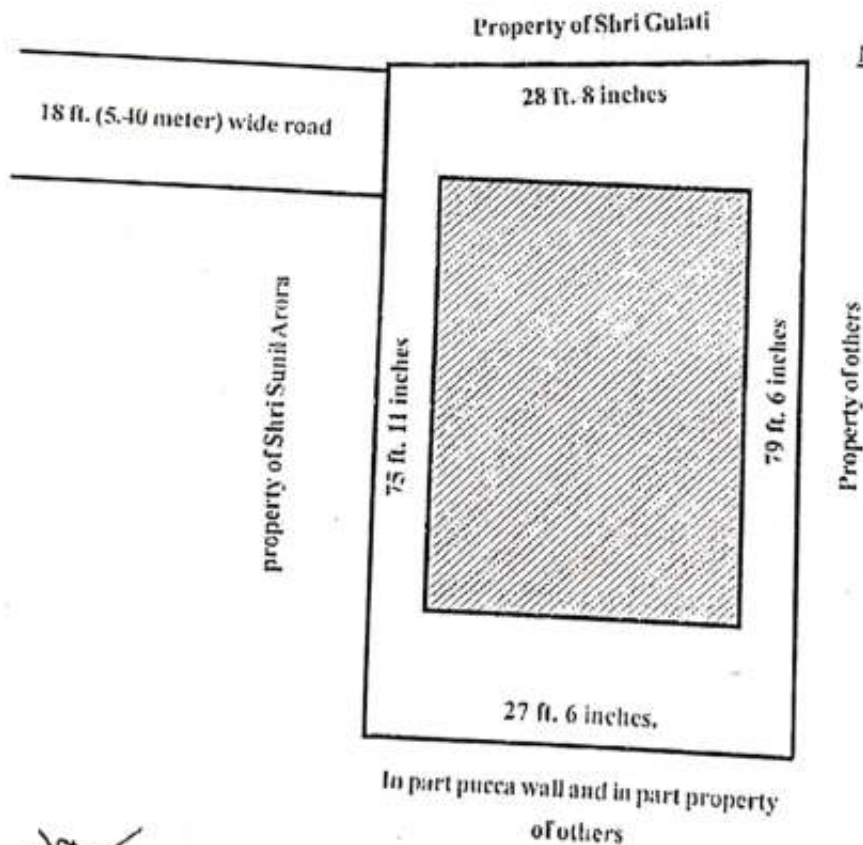 Property of Shri Gulati
28 ft. 8 inches
18 ft. (5.40 meter) wide road
property of Shri Sunil Arora
75 ft. 11 inches
79 ft. 6 inches
Property of others
27 ft. 6 inches.
In part pucca wall and in part property
of others